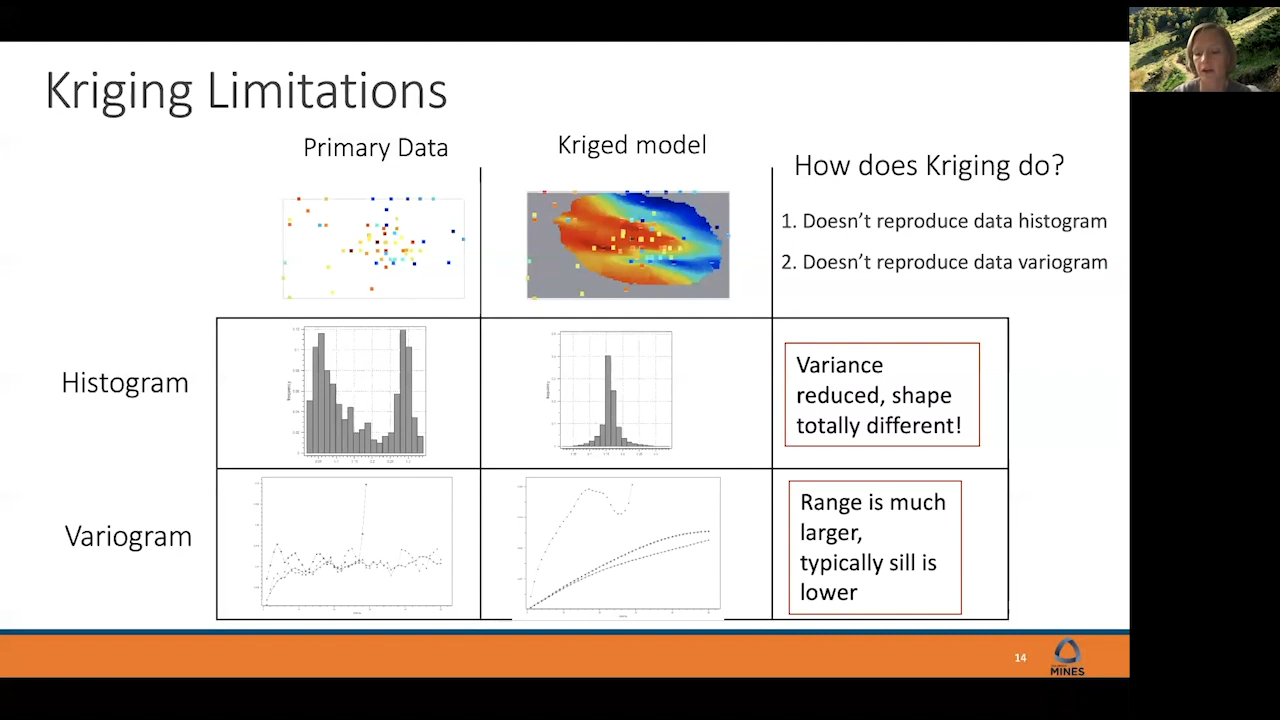 Kriging Limitations
Primary Data
Kriged model
How does Kriging do?
1. Doesn't reproduce data histogram
2. Doesn't reproduce data variogram
Histogram
Variance
reduced, shape
totally different!
Variogram
Range is much
larger,
typically sill is
lower
14
MINES